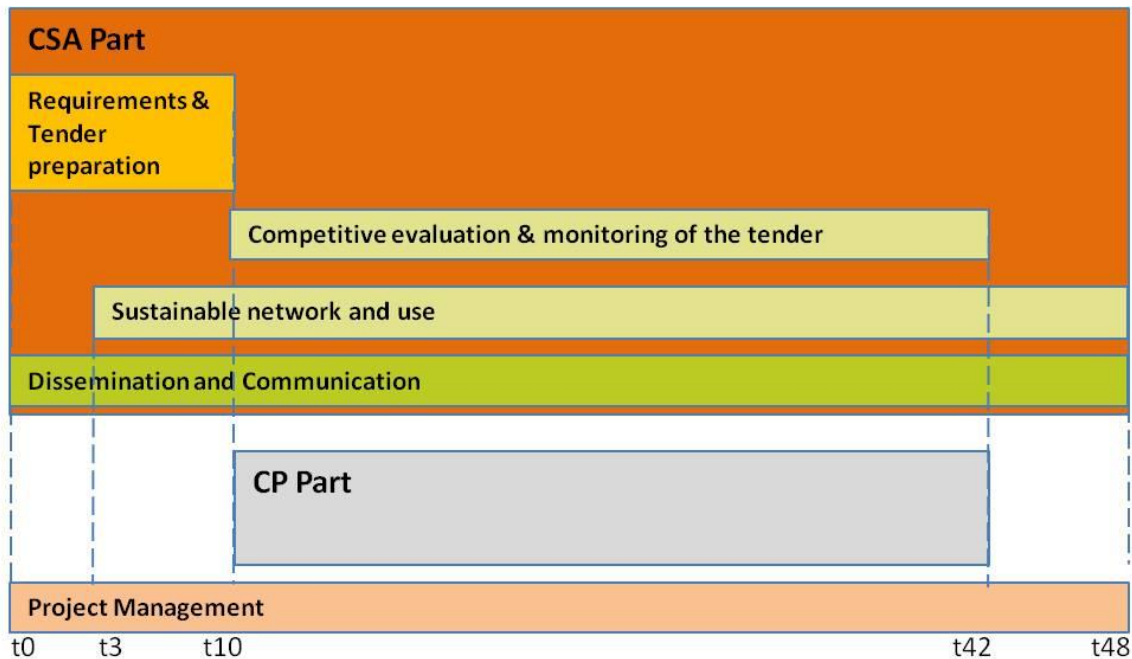 CSA Part
Requirements &
Tender
preparation
Competitive evaluation & monitoring of the tender
Sustainable network and use
Dissemination and Communication
CP Part
Project Management
t0 t3 t10 t42 t48